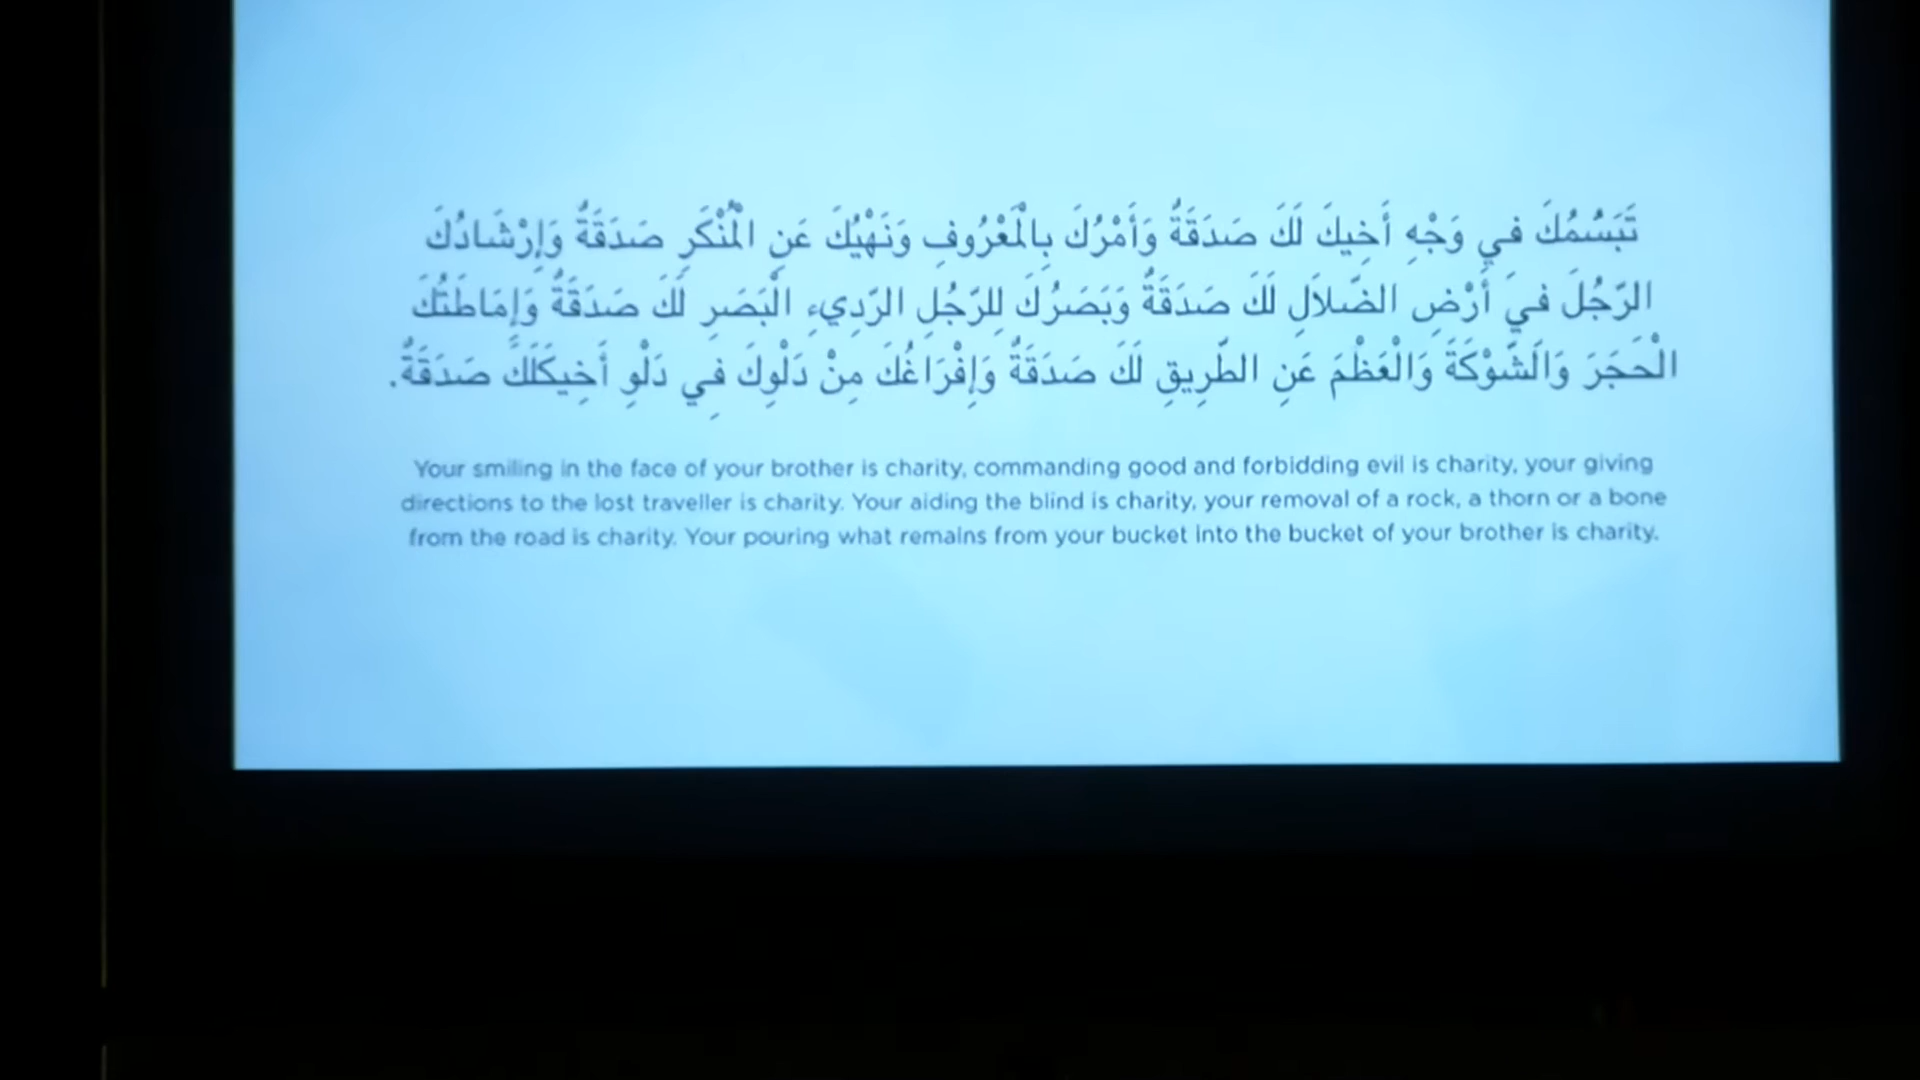 تَبَسُّمُكَ في وَجْهِ أَخِيكَ لَكَ صَدَقَةٌ وَأَمْرُكَ بِالْمَعْرُوفِ وَنَهْيُكَ عَنِ الْمُنْكَرِ صَدَقَةٌ وَإِرْشَادُكَ
الرَّجُلَ فيَ أَرْضِ الضَّلاَلِ لَكَ صَدَقَةٌ وَبَصَرُكَ لِلرَّجُلِ الرَّدِيءِ الْبَصَرِ لَكَ صَدَقَةٌ وَإِمَاطَتُكَ
الْحَجَرَ وَالشَّوْكَةَ وَالْعَظْمَ عَنِ الطَّرِيقِ لَكَ صَدَقَةٌ وَإِفْرَاغُكَ مِنْ دَلْوِكَ فِي دَلْوِ أَخِيكَلَكَ صَدَقَةٌ.
Your smiling in the face of your brother is charity, commanding good and forbidding evil is charity, your giving
directions to the lost traveller is charity. Your aiding the blind is charity, your removal of a rock, a thorn or a bone
from the road is charity. Your pouring what remains from your bucket into the bucket of your brother is charity.